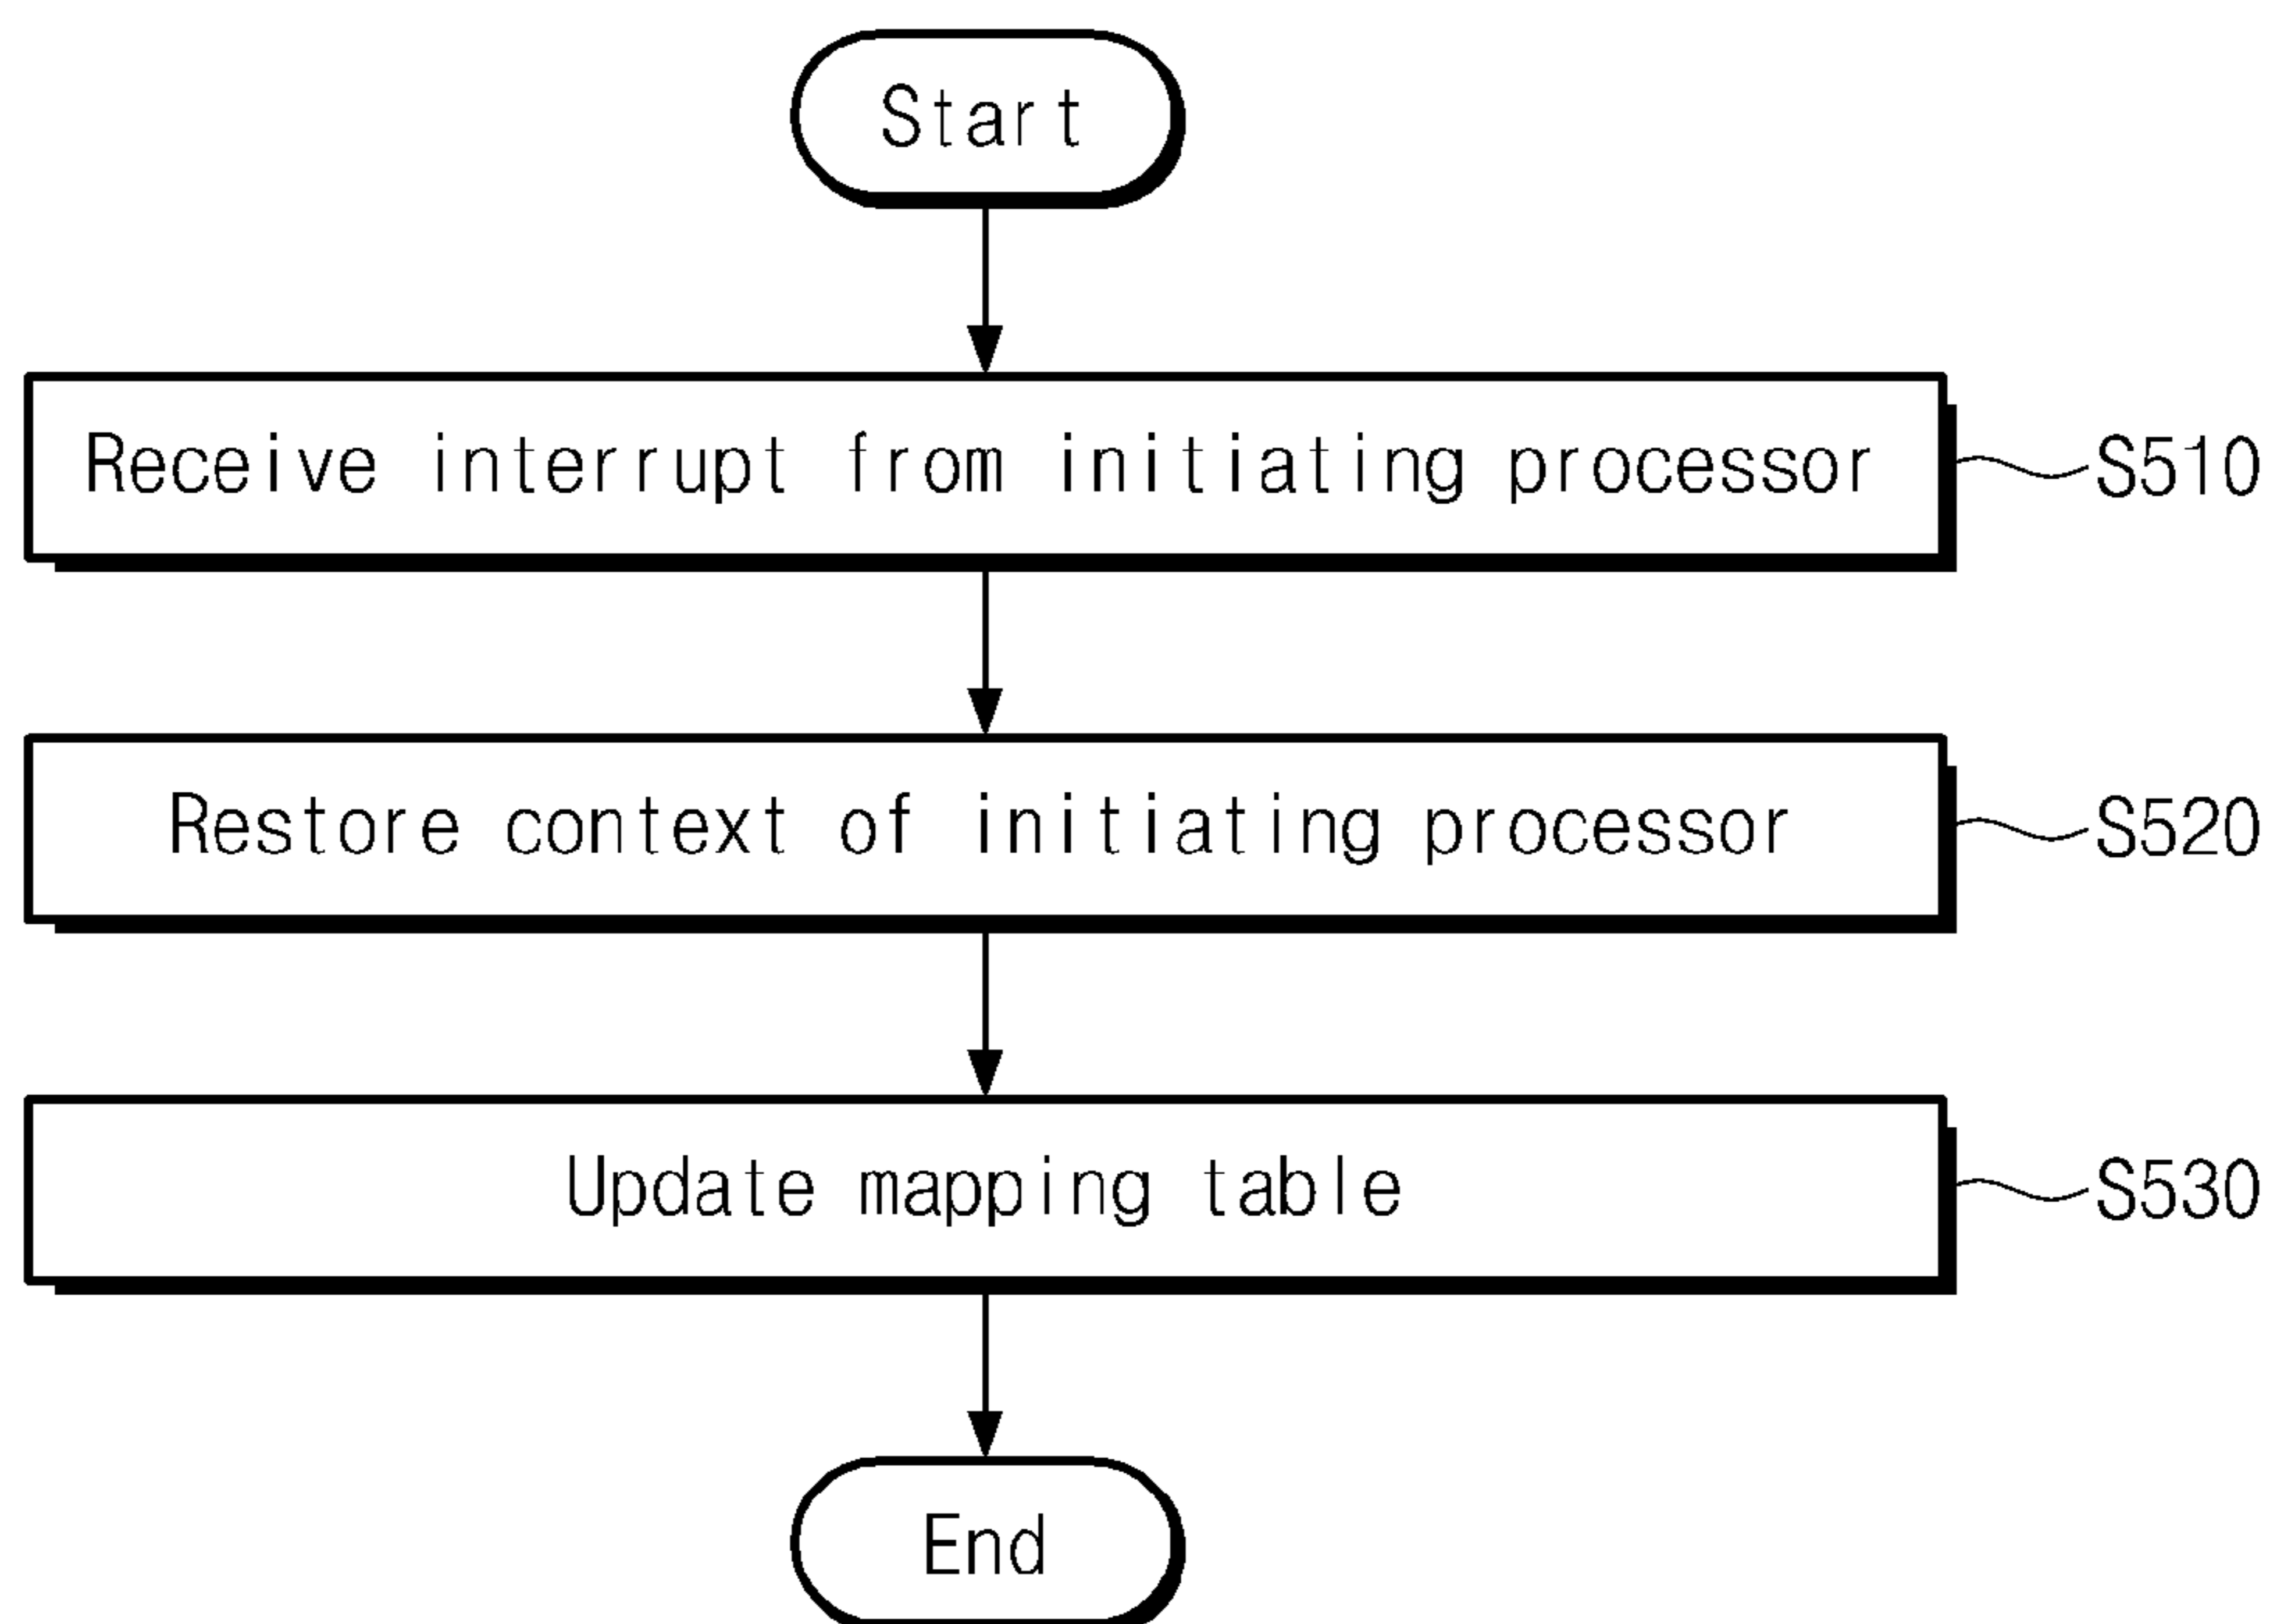 Start
Receive interrupt from initiating processor
S510
Restore context of initiating processor
S520
Update mapping table
S530
End